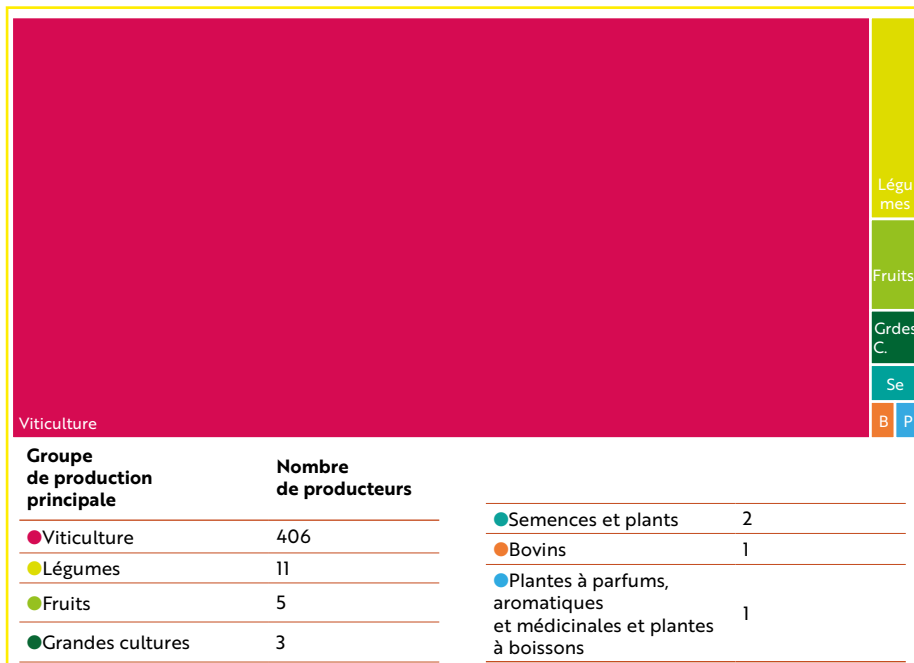 Légu
mes
Fruits
Grdes
C.
Se
B P
Viticulture
Groupe
de production
principale
Nombre
de producteurs
Viticulture 406
Légumes 11
Fruits 5
Grandes cultures 3
Semences et plants 2
Bovins 1
Plantes à parfums,
aromatiques
et médicinales et plantes
à boissons
1